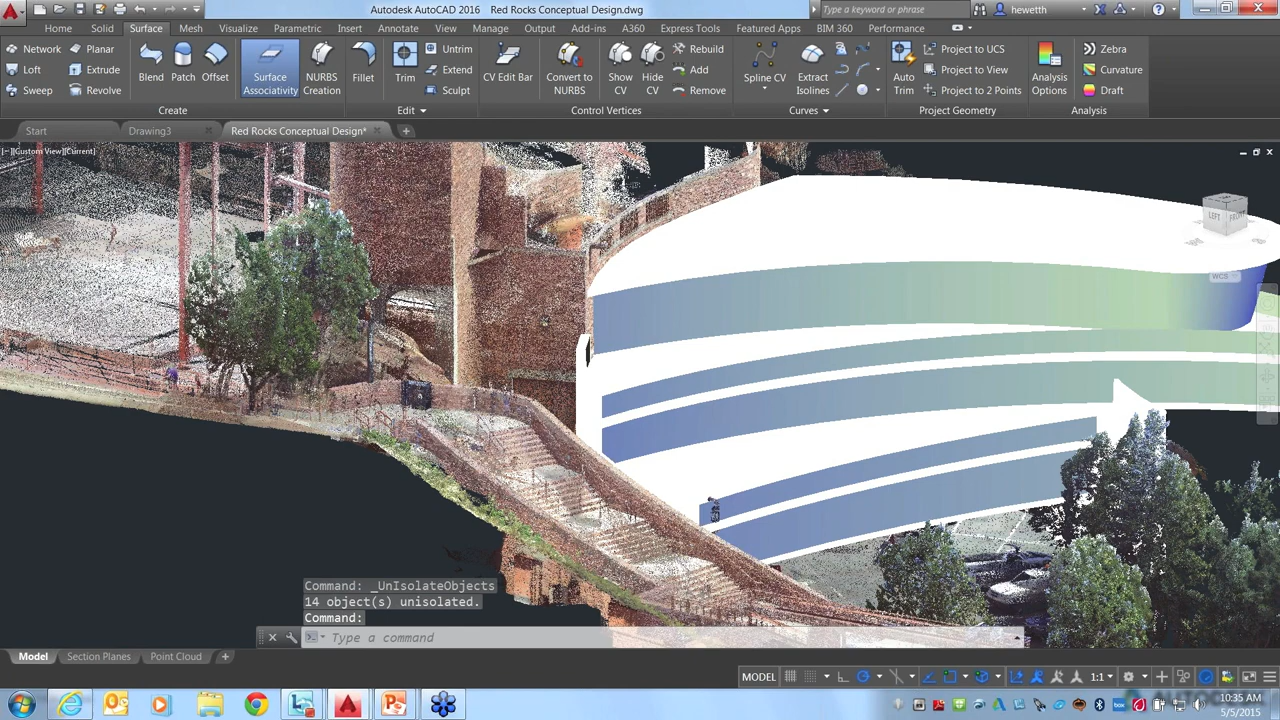 Autodesk AutoCAD 2016 Red Rocks Conceptual Design.dwg
Type a keyword or phrase
hewetth
Home Solid Surface Mesh Visualize Parametric Insert Annotate View Manage Output Add-ins A360 Express Tools Featured Apps BIM 360 Performance
Network Planar
Loft Extrude
Sweep Revolve
Blend Patch Offset
Surface Associativity
NURBS Creation
Fillet
Trim
Untrim
Extend
Sculpt
CV Edit Bar
Convert to NURBS
Show CV
Hide CV
Rebuild
Add
Remove
Spline CV
Extract Isolines
Auto Trim
Project to UCS
Project to View
Project to 2 Points
Analysis Options
Zebra
Curvature
Draft
Create Edit Control Vertices Curves Project Geometry Analysis
Start Drawing3 Red Rocks Conceptual Design*
[−][Custom View][Current]
LEFT FRONT
WCS
Command: _UnIsolateObjects
14 object(s) unisolated.
Command:
Type a command
Model Section Planes Point Cloud
MODEL 1:1
10:35 AM
5/5/2015